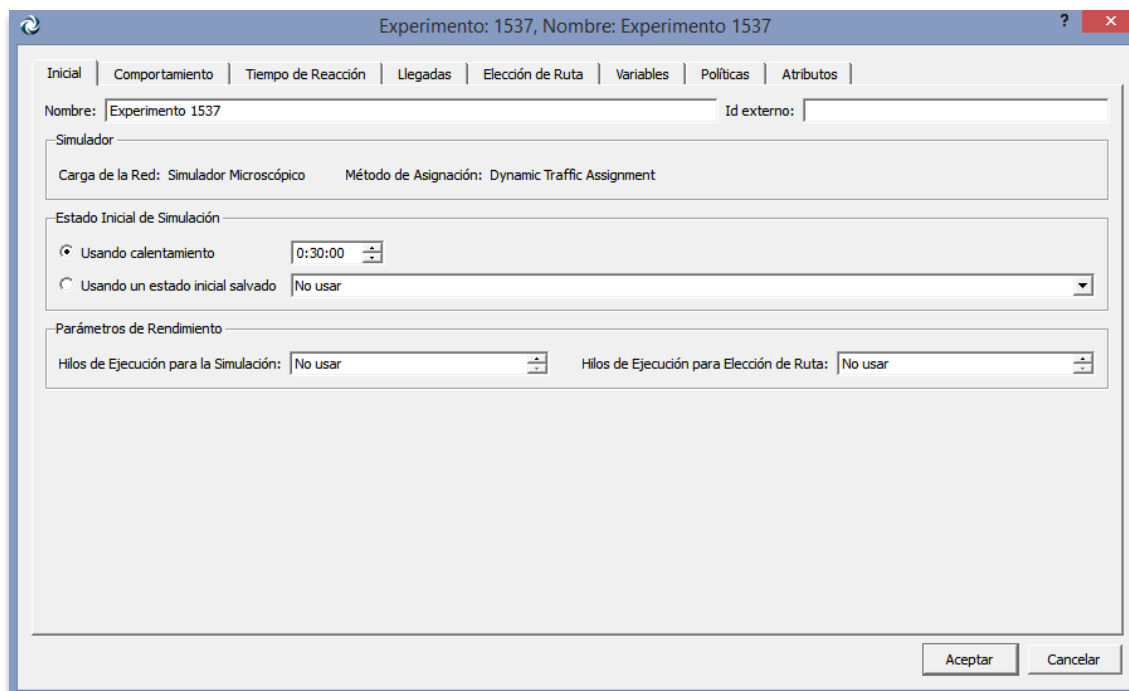 Experimento: 1537, Nombre: Experimento 1537
? ×
Inicial Comportamiento Tiempo de Reacción Llegadas Elección de Ruta Variables Políticas Atributos
Nombre: Experimento 1537 Id externo:
Simulador
Carga de la Red: Simulador Microscópico Método de Asignación: Dynamic Traffic Assignment
Estado Inicial de Simulación
Usando calentamiento 0:30:00
Usando un estado inicial salvado No usar
Parámetros de Rendimiento
Hilos de Ejecución para la Simulación: No usar Hilos de Ejecución para Elección de Ruta: No usar
Aceptar Cancelar